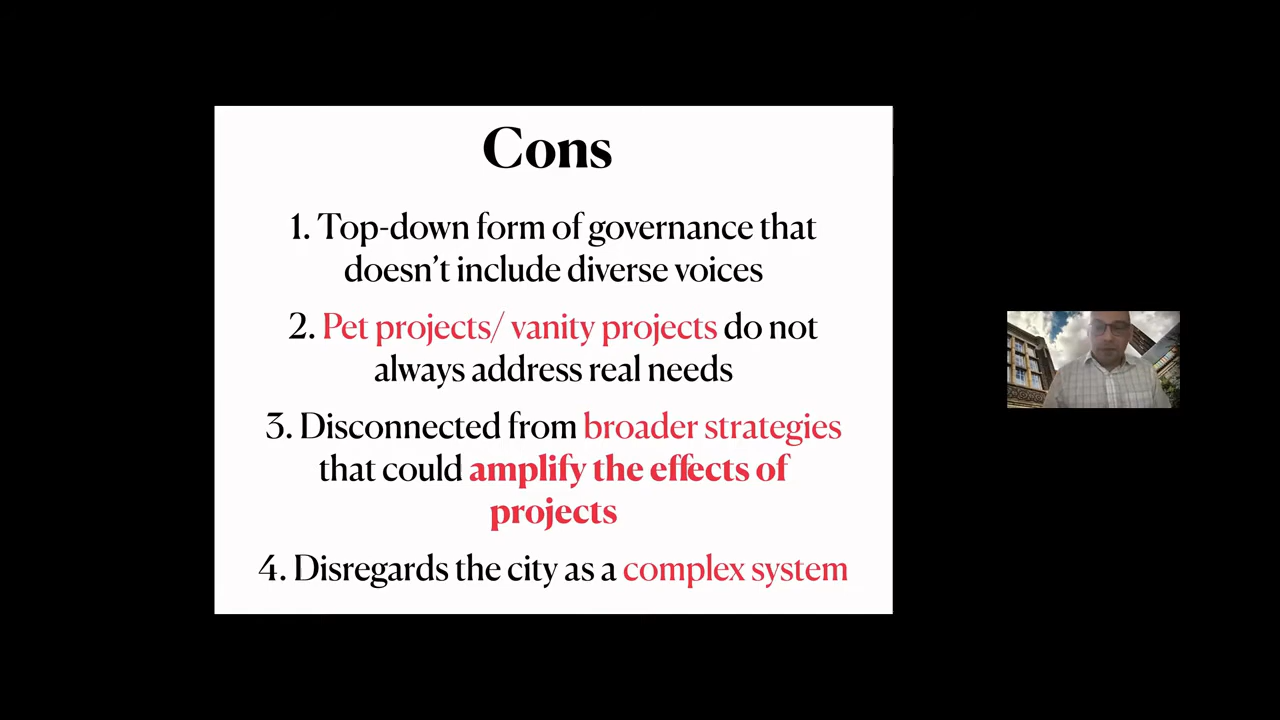 Cons
1. Top-down form of governance that
doesn't include diverse voices
2. Pet projects/ vanity projects do not
always address real needs
3. Disconnected from broader strategies
that could amplify the effects of
projects
4. Disregards the city as a complex system